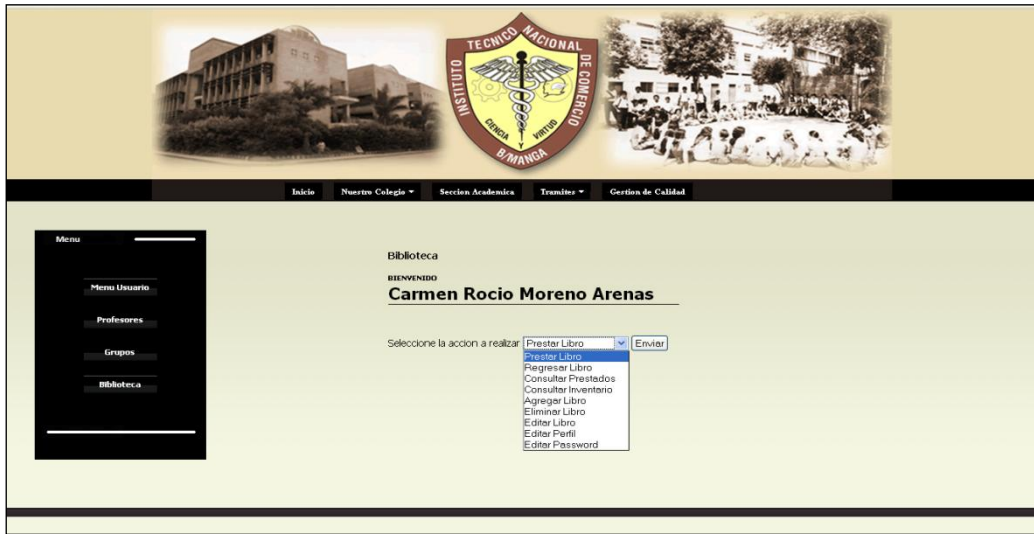 INSTITUTO TECNICO NACIONAL DE COMERCIO
CIENCIA Y VIRTUD
B/MANGA
Inicio Nuestro Colegio Seccion Academica Tramites Gestion de Calidad
Menu
Menu Usuario
Profesores
Grupos
Biblioteca
Biblioteca
BIENVENIDO
Carmen Rocio Moreno Arenas
Seleccione la accion a realizar Prestar Libro Enviar
Prestar Libro
Regresar Libro
Consultar Prestados
Consultar Inventario
Agregar Libro
Eliminar Libro
Editar Libro
Editar Perfil
Editar Password